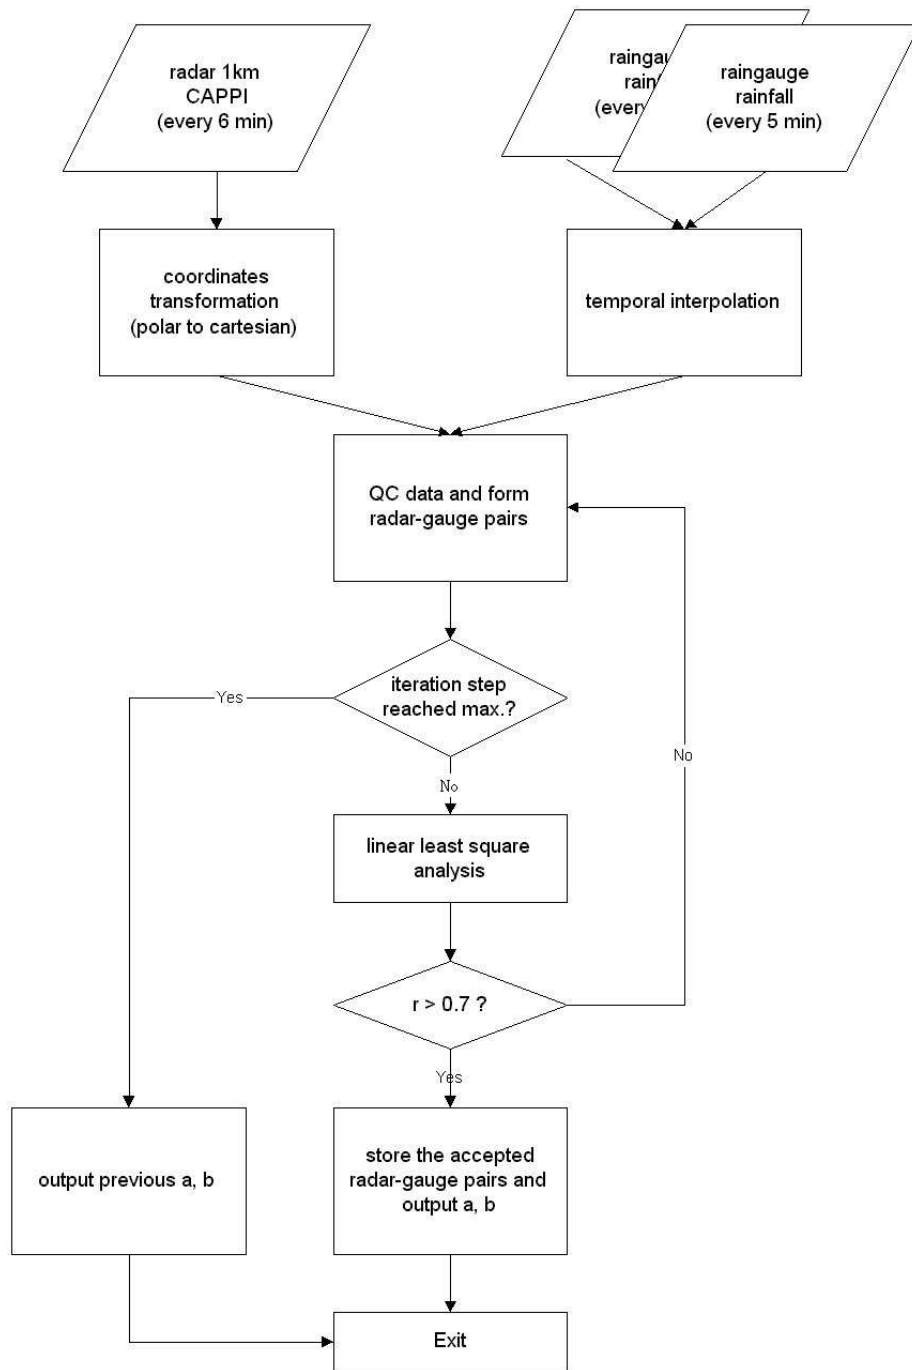 radar 1km
CAPPI
(every 6 min)
rainf
(every
raingauge
rainfall
(every 5 min)
coordinates
transformation
(polar to cartesian)
temporal interpolation
QC data and form
radar-gauge pairs
iteration step
reached max.?
Yes
No
No
linear least square
analysis
r > 0.7 ?
Yes
output previous a, b
store the accepted
radar-gauge pairs and
output a, b
Exit